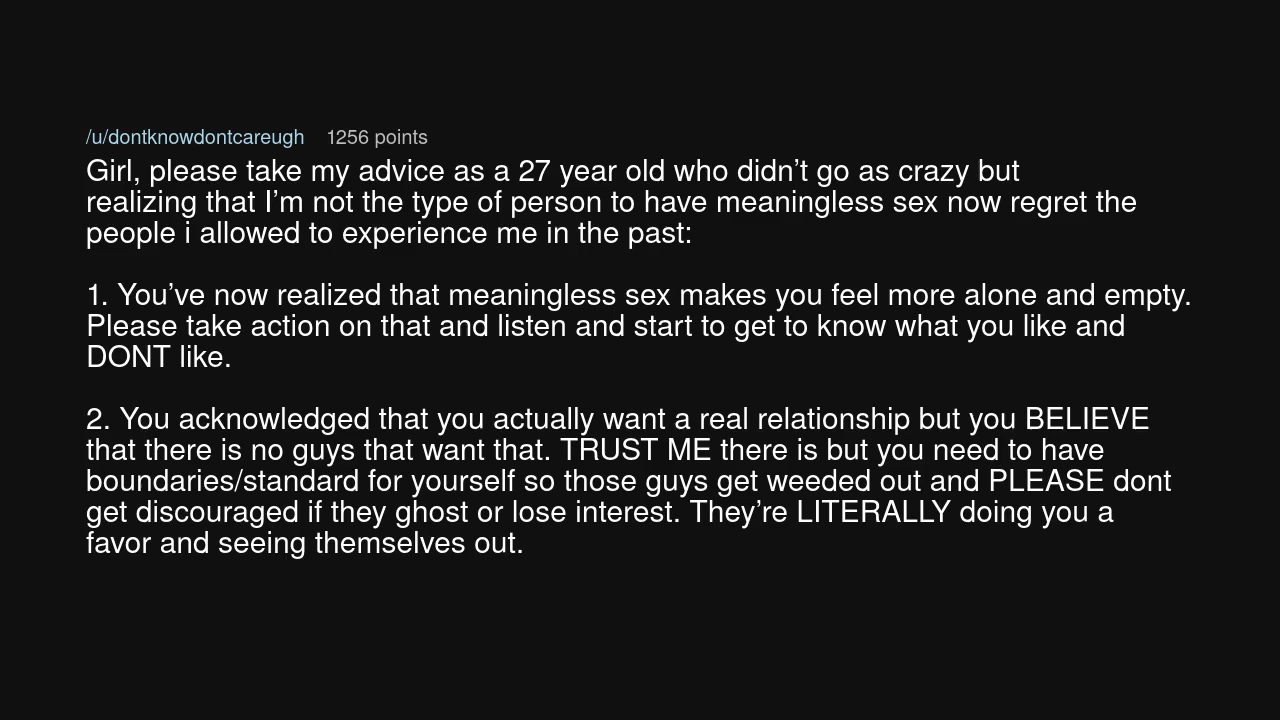 /u/dontknowdontcareugh 1256 points
Girl, please take my advice as a 27 year old who didn’t go as crazy but
realizing that I’m not the type of person to have meaningless sex now regret the
people i allowed to experience me in the past:
1. You’ve now realized that meaningless sex makes you feel more alone and empty.
Please take action on that and listen and start to get to know what you like and
DONT like.
2. You acknowledged that you actually want a real relationship but you BELIEVE
that there is no guys that want that. TRUST ME there is but you need to have
boundaries/standard for yourself so those guys get weeded out and PLEASE dont
get discouraged if they ghost or lose interest. They’re LITERALLY doing you a
favor and seeing themselves out.